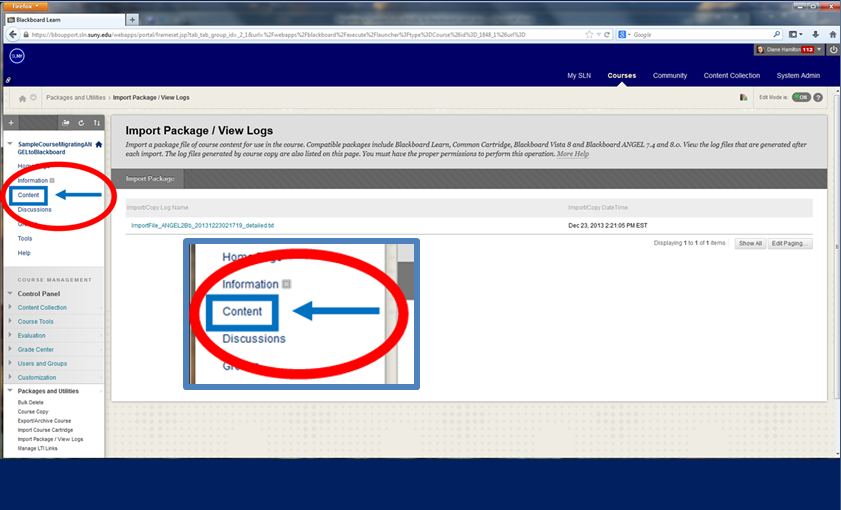 Firefox
Blackboard Learn
https://bbsupport.sln.suny.edu/webapps/portal/frameset.jsp?tab_tab_group_id=_2_1&url=%2Fwebapps%2Fblackboard%2Fexecute%2Flauncher%3Ftype%3DCourse%26id%3D_1848_1%26url%3D
Google
SUNY
Diane Hamilton 113
My SLN
Courses
Community
Content Collection
System Admin
Packages and Utilities
Import Package / View Logs
Edit Mode is:
ON
?
SampleCourseMigratingAN
GELtoBlackboard
Home Page
Information
Content
Discussions
Tools
Help
COURSE MANAGEMENT
Control Panel
Content Collection
Course Tools
Evaluation
Grade Center
Users and Groups
Customization
Packages and Utilities
Bulk Delete
Course Copy
Export/Archive Course
Import Course Cartridge
Import Package / View Logs
Manage LTI Links
Import Package / View Logs
Import a package file of course content for use in the course. Compatible packages include Blackboard Learn, Common Cartridge, Blackboard Vista 8 and Blackboard ANGEL 7.4 and 8.0. View the log files that are generated after
each import. The log files generated by course copy are also listed on this page. You must have the proper permissions to perform this operation. More Help
Import Package
Import/Copy Log Name
Import/Copy Date/Time
ImportFile_ANGEL2Bb_20131223021719_detailed.txt
Dec 23, 2013 2:21:05 PM EST
Displaying 1 to 1 of 1 items
Show All
Edit Paging...
Home Page
Information
Content
Discussions